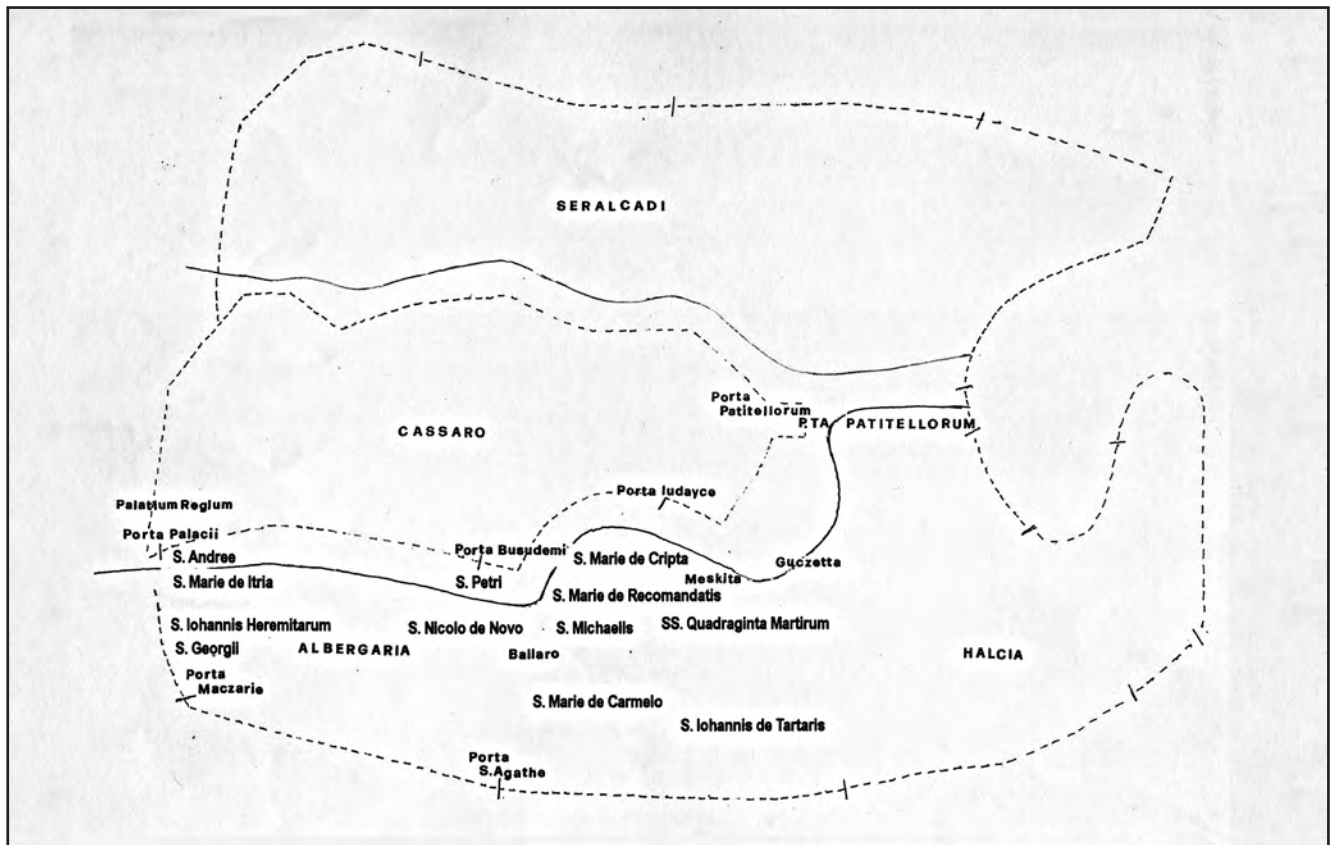 SERALCADI
Porta
Patitellorum
P.TA PATITELLORUM
CASSARO
Porta Iudayce
Palatium Regium
Porta Palacii
Porta Busudemi
S. Andree
S. Marie de Cripta
Guczetta
S. Marie de Itria
S. Petri
Meskita
S. Marie de Recomandatis
S. Iohannis Heremitarum
S. Nicolo de Novo
S. Michaelis
SS. Quadraginta Martirum
S. Georgii
ALBERGARIA
Ballaro
HALCIA
Porta
Maczarie
S. Marie de Carmelo
S. Iohannis de Tartaris
Porta
S. Agathe